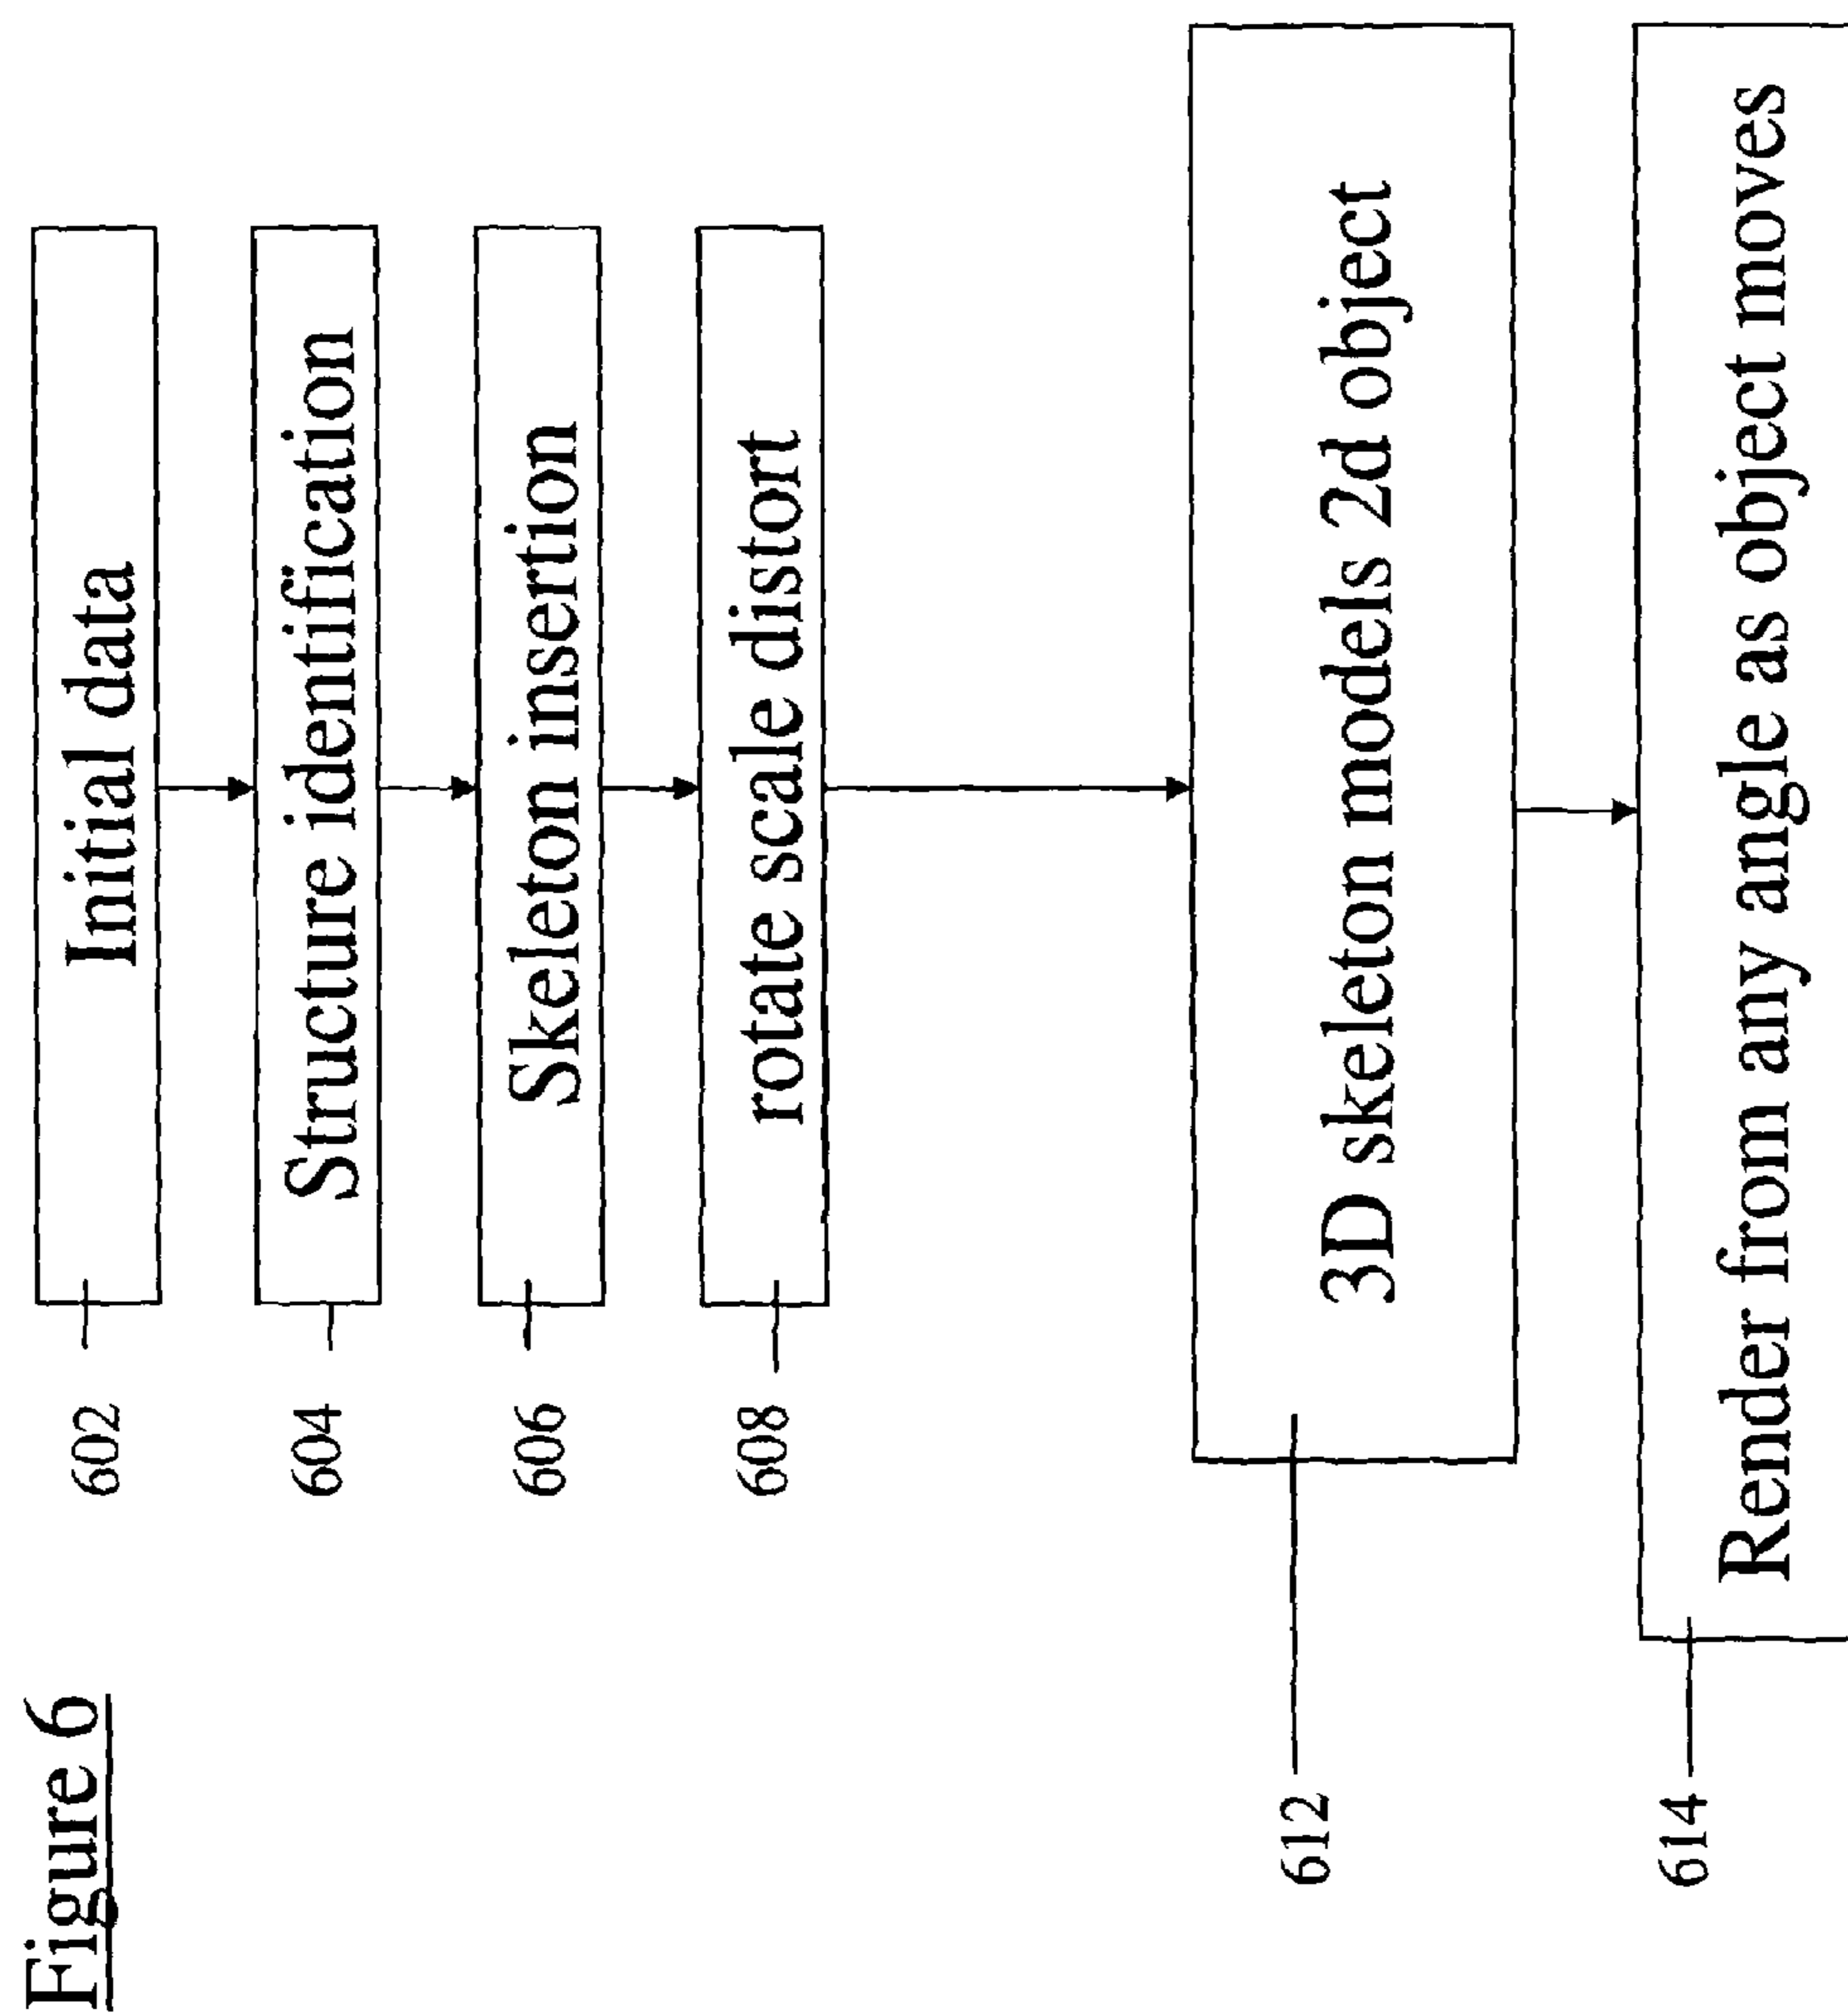 Figure 6
602
Initial data
604
Structure identification
606
Skeleton insertion
608
rotate scale distort
612
3D skeleton models 2d object
614
Render from any angle as object moves